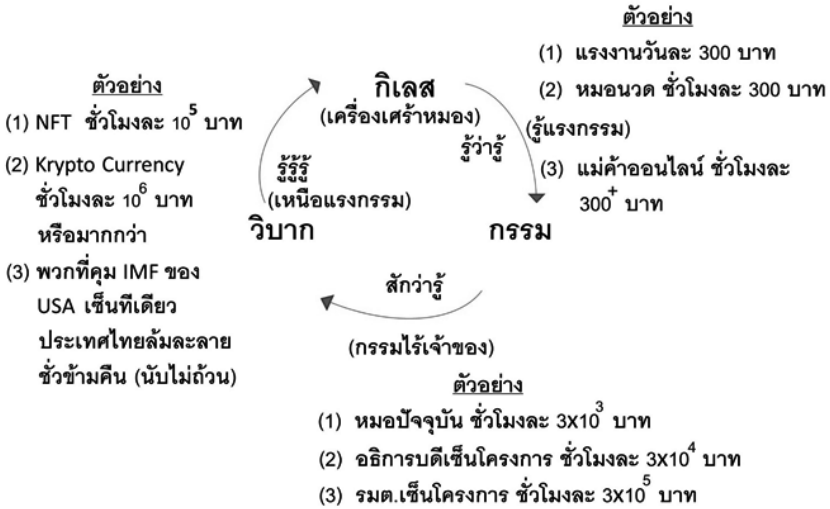 ตัวอย่าง
(1) แรงงานวันละ 300 บาท
(2) หมอนวด ชั่วโมงละ 300 บาท
(รู้แรงกรรม)
(3) แม่ค้าออนไลน์ ชั่วโมงละ
300⁺ บาท
กิเลส
(เครื่องเศร้าหมอง)
รู้ว่ารู้
ตัวอย่าง
(1) NFT ชั่วโมงละ 10⁵ บาท
(2) Krypto Currency
ชั่วโมงละ 10⁶ บาท
หรือมากกว่า
(3) พวกที่คุม IMF ของ
USA เซ็นทีเดียว
ประเทศไทยล้มละลาย
ชั่วข้ามคืน (นับไม่ถ้วน)
รู้รู้รู้
(เหนือแรงกรรม)
วิบาก
กรรม
สักว่ารู้
(กรรมไร้เจ้าของ)
ตัวอย่าง
(1) หมอปัจจุบัน ชั่วโมงละ 3x10³ บาท
(2) อธิการบดีเซ็นโครงการ ชั่วโมงละ 3x10⁴ บาท
(3) รมต.เซ็นโครงการ ชั่วโมงละ 3x10⁵ บาท